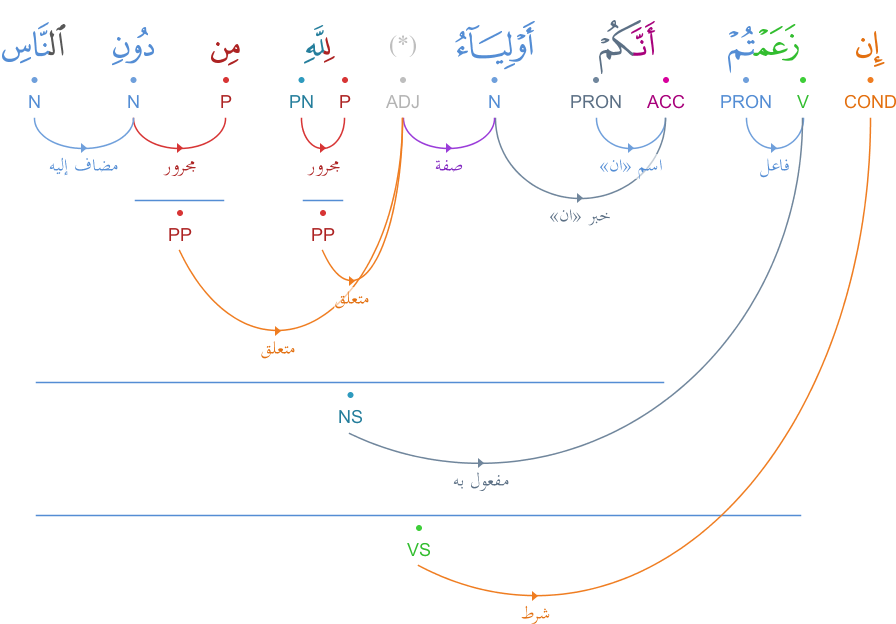 إِن زَعَمْتُمْ أَنَّكُمْ أَوْلِيَآءُ (*) لِلَّهِ مِن دُونِ ٱلنَّاسِ
COND V PRON ACC PRON N ADJ P PN P N N
فاعل اسم «ان» صفة مجرور مجرور مضاف إليه
خبر «ان»
PP PP
متعلق
متعلق
NS
مفعول به
VS
شرط